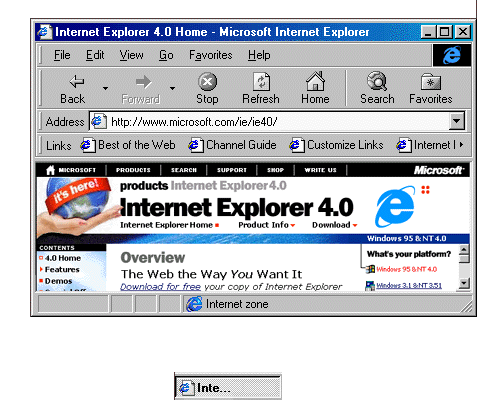 Internet Explorer 4.0 Home - Microsoft Internet Explorer
File Edit View Go Favorites Help
Back Forward Stop Refresh Home Search Favorites
Address http://www.microsoft.com/ie/ie40/
Links Best of the Web Channel Guide Customize Links Internet
MICROSOFT PRODUCTS SEARCH SUPPORT SHOP WRITE US Microsoft
it's here!
products Internet Explorer 4.0
Internet Explorer 4.0
Internet Explorer Home Product Info Download
Windows 95 & NT 4.0
CONTENTS
4.0 Home
Features
Demos
Overview
The Web the Way You Want It
Download for free your copy of Internet Explorer
What's your platform?
Windows 95 & NT 4.0
Windows 3.1 & NT 3.51
Internet zone
Inte...